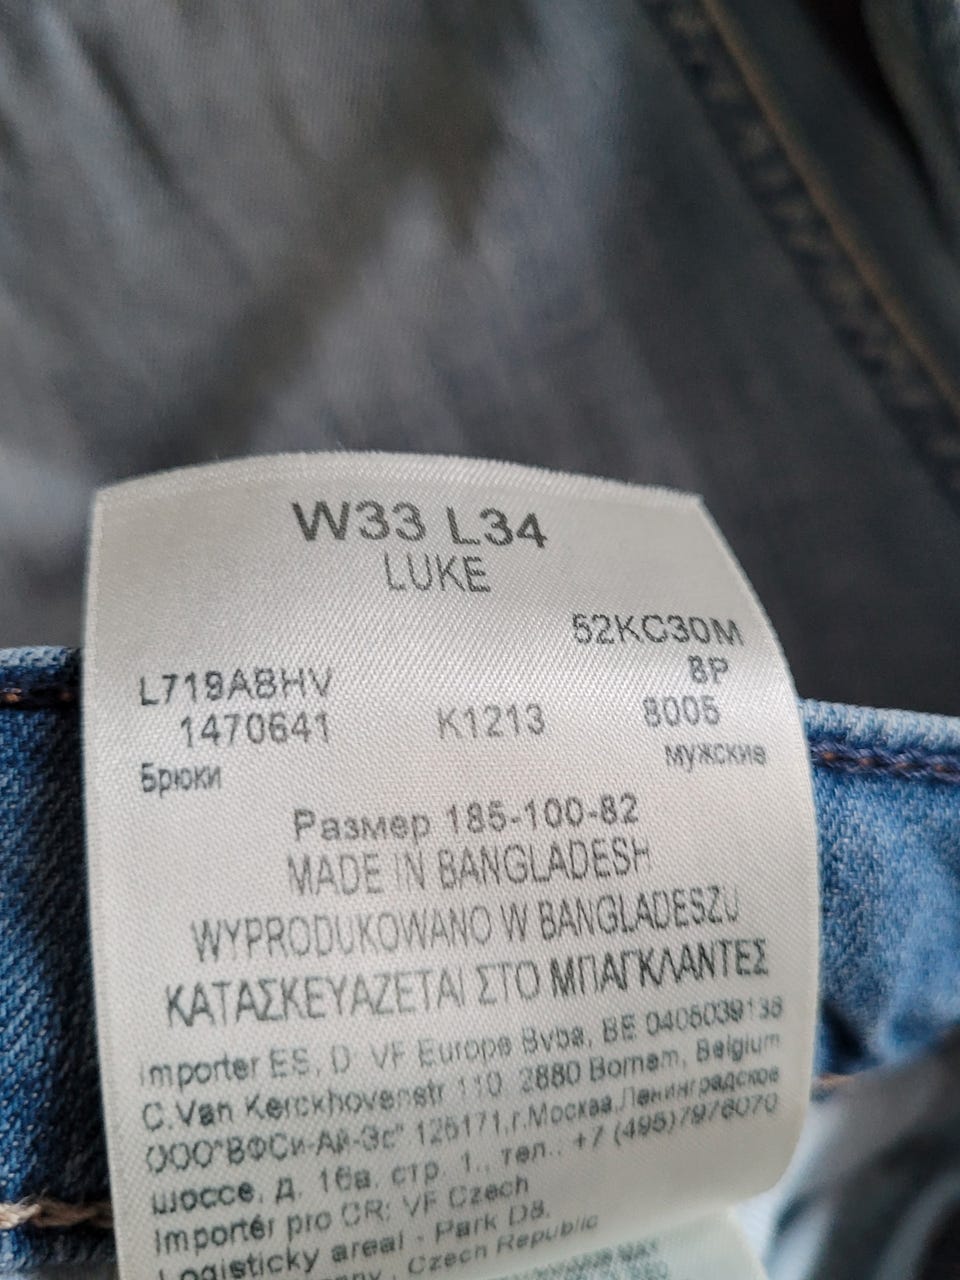 W33 L34
LUKE
52KC30M
L719ABHV 8P
1470641 K1213 8005
Брюки мужские
Размер 185-100-82
MADE IN BANGLADESH
WYPRODUKOWANO W BANGLADESZU
ΚΑΤΑΣΚΕΥΑΖΕΤΑΙ ΣΤΟ ΜΠΑΓΚΛΑΝΤΕΣ
Importer ES, D: VF Europe Bvba, BE 0405039138
C.Van Kerckhovenstr 110 2880 Bornem, Belgium
ООО"ВФСи-Ай-Эс" 125171,г.Москва,Ленинградское
шоссе, д. 16а, стр. 1., тел.. +7 (495)7976070
Importér pro CR: VF Czech
Logisticky areal - Park D8,
Czech Republic